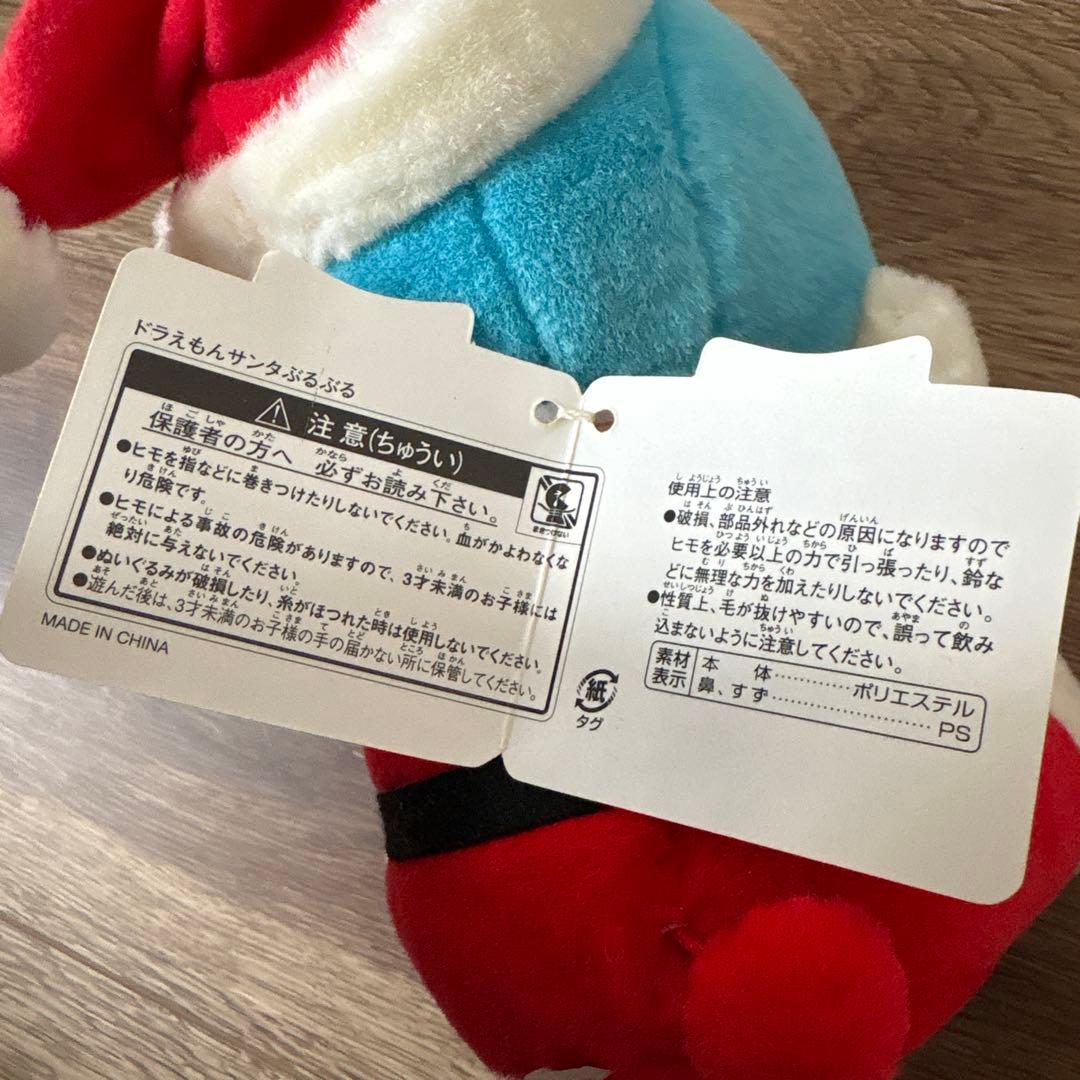 ドラえもんサンタぶるぶる
⚠ 注意(ちゅうい)
保護者の方へ 必ずお読み下さい。
●ヒモを指などに巻きつけたりしないでください。血がかよわなくな
り危険です。
●ヒモによる事故の危険がありますので、3才未満のお子様には
絶対に与えないでください。
●ぬいぐるみが破損したり、糸がほつれた時は使用しないでください。
●遊んだ後は、3才未満のお子様の手の届かない所に保管してください。
MADE IN CHINA
紙
タグ
使用上の注意
●破損、部品外れなどの原因になりますので
ヒモを必要以上の力で引っ張ったり、鈴な
どに無理な力を加えたりしないでください。
●性質上、毛が抜けやすいので、誤って飲み
込まないように注意してください。
素材表示
本 体…………ポリエステル
鼻、すず……………………PS